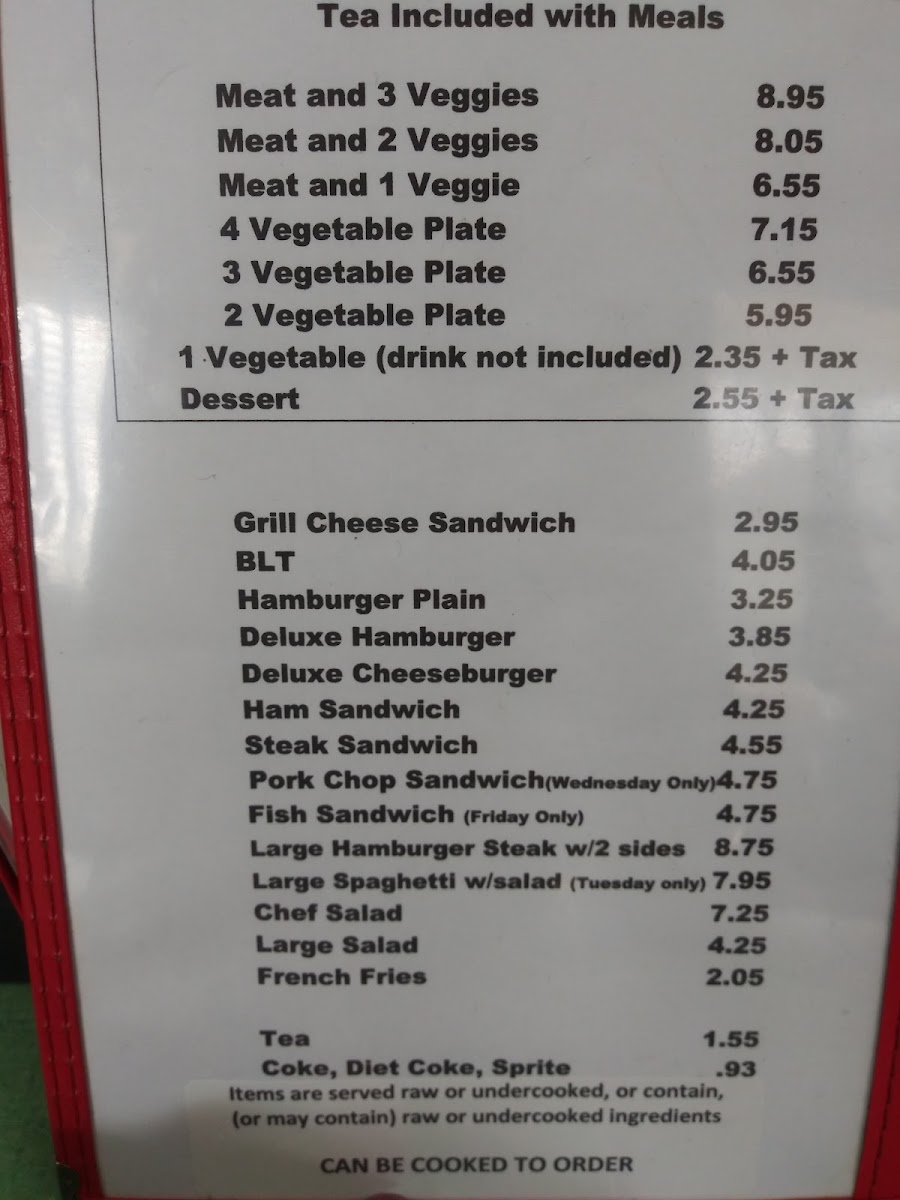 Tea Included with Meals
Meat and 3 Veggies 8.95
Meat and 2 Veggies 8.05
Meat and 1 Veggie 6.55
4 Vegetable Plate 7.15
3 Vegetable Plate 6.55
2 Vegetable Plate 5.95
1 Vegetable (drink not included) 2.35 + Tax
Dessert 2.55 + Tax
Grill Cheese Sandwich 2.95
BLT 4.05
Hamburger Plain 3.25
Deluxe Hamburger 3.85
Deluxe Cheeseburger 4.25
Ham Sandwich 4.25
Steak Sandwich 4.55
Pork Chop Sandwich(Wednesday Only)4.75
Fish Sandwich (Friday Only) 4.75
Large Hamburger Steak w/2 sides 8.75
Large Spaghetti w/salad (Tuesday only) 7.95
Chef Salad 7.25
Large Salad 4.25
French Fries 2.05
Tea 1.55
Coke, Diet Coke, Sprite .93
Items are served raw or undercooked, or contain,
(or may contain) raw or undercooked ingredients
CAN BE COOKED TO ORDER